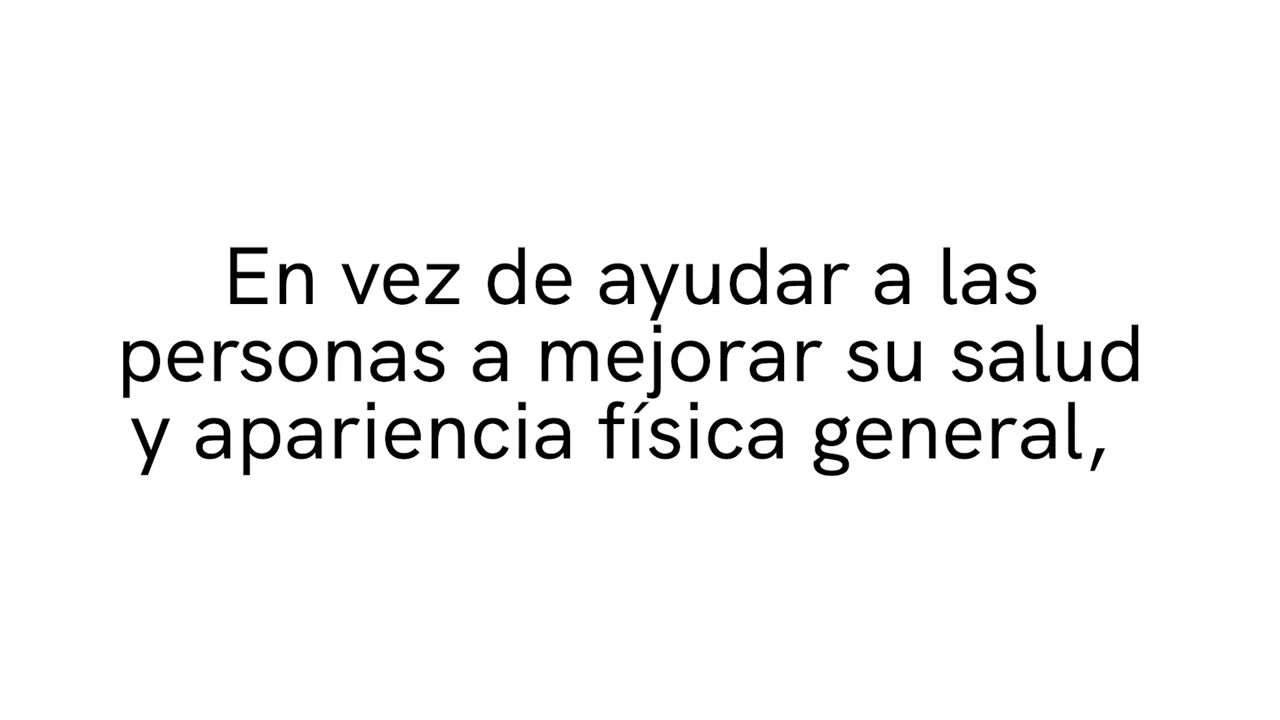 En vez de ayudar a las
personas a mejorar su salud
y apariencia física general,